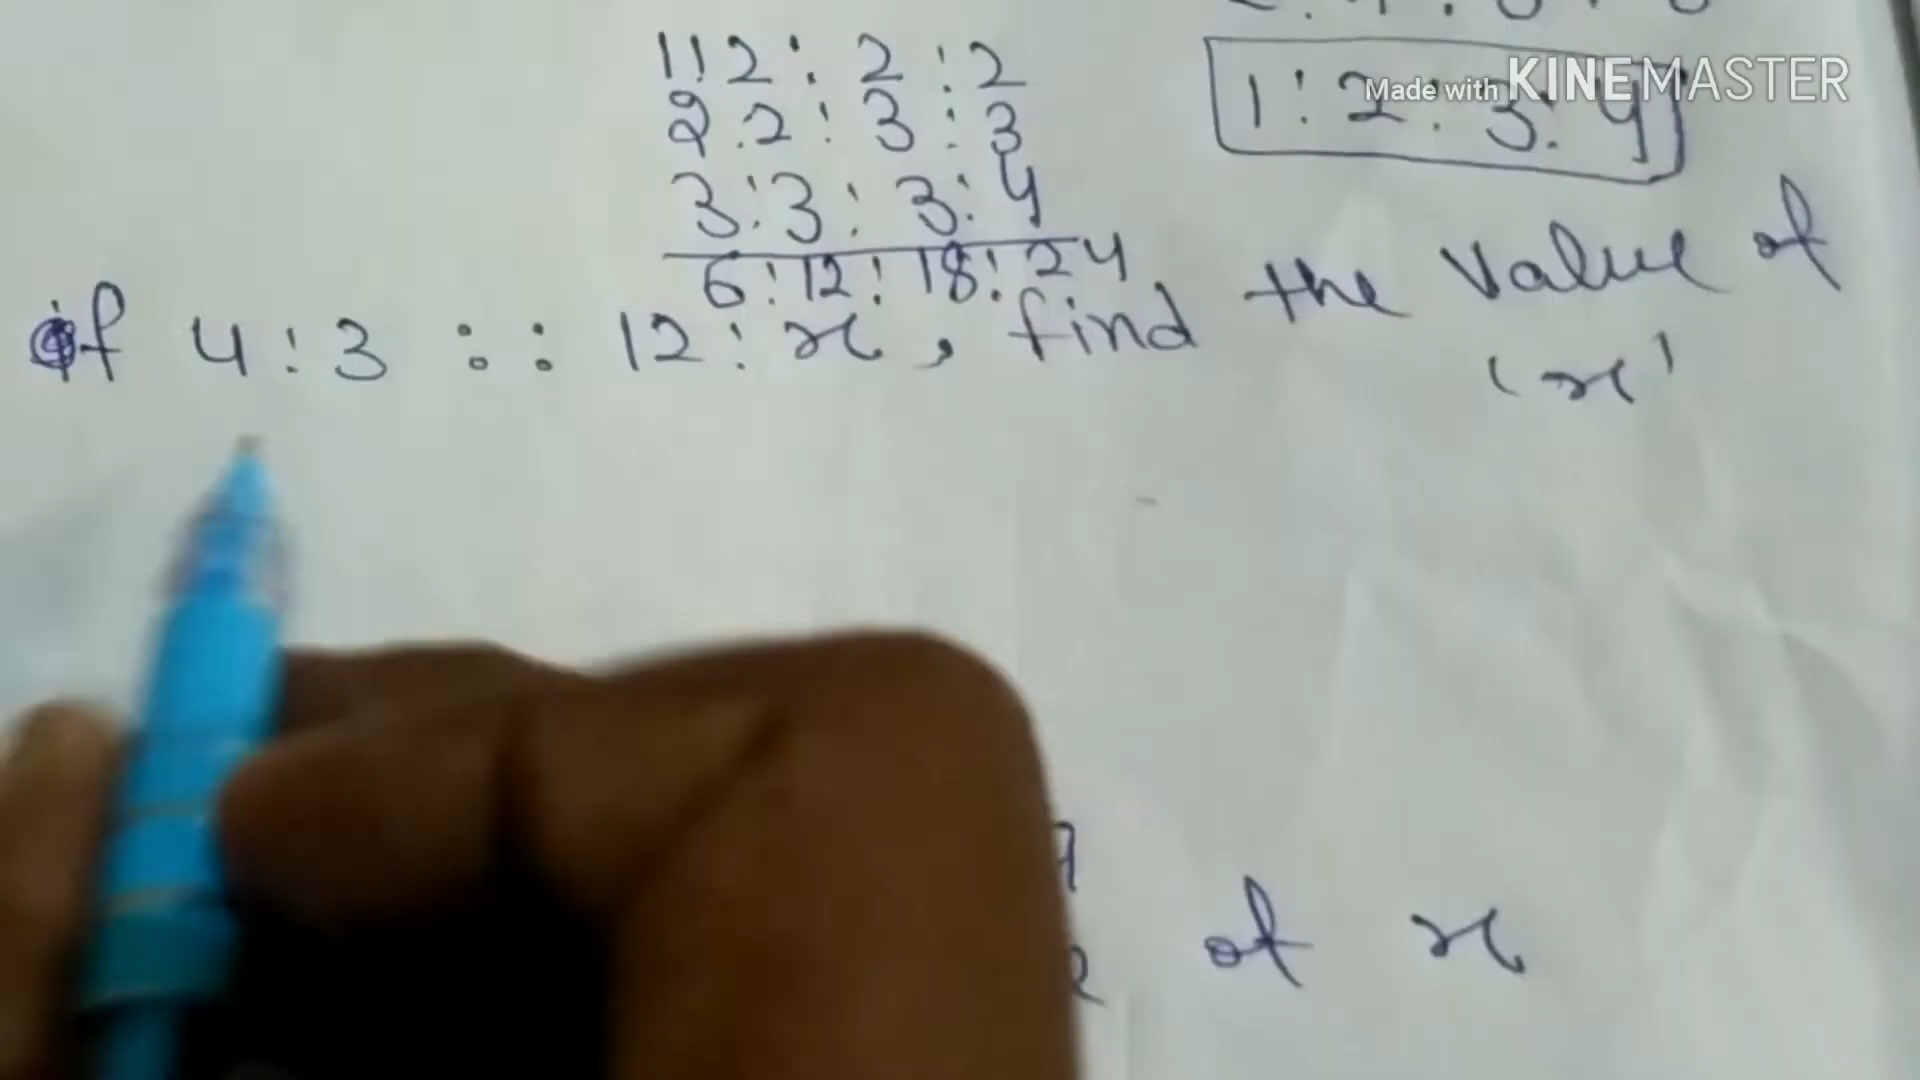 1:2 : 2 : 2
2:2 : 3 : 3
3:3 : 3:4
6:12: 18: 24
1:2:3:4
Made with KINEMASTER
if 4:3 :: 12:x, find the value of
'x'
of x